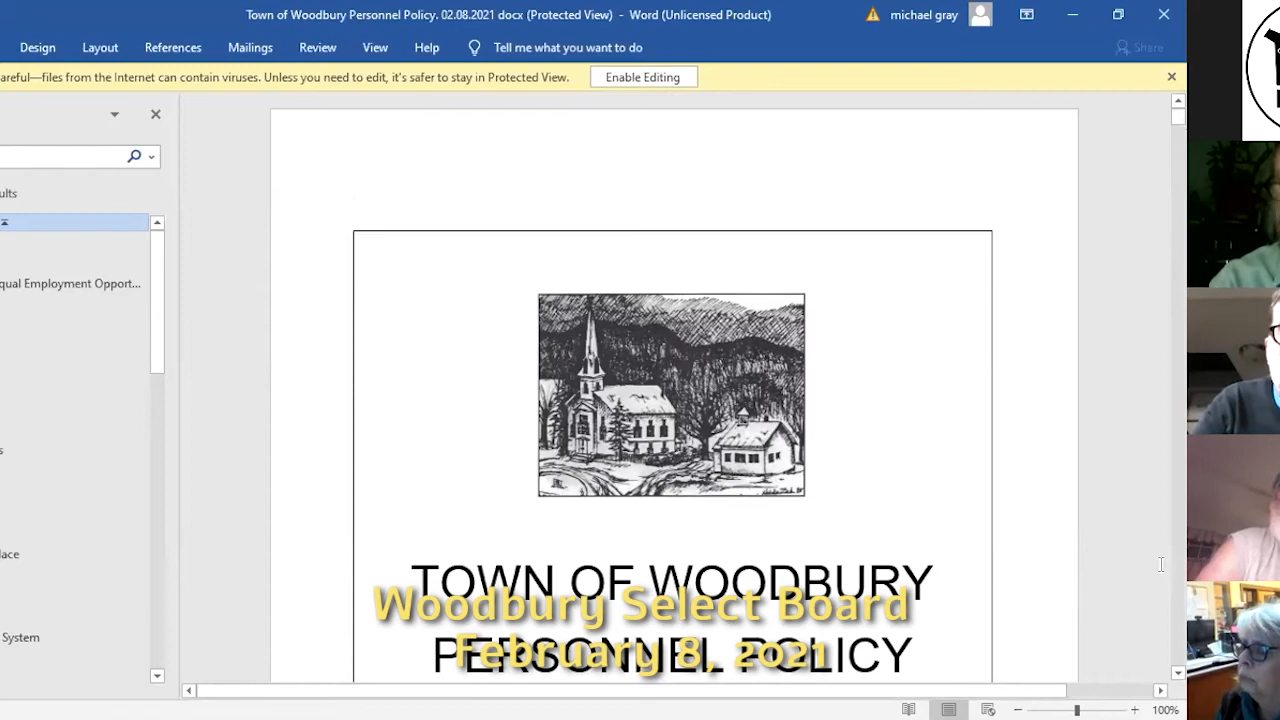 Town of Woodbury Personnel Policy. 02.08.2021 docx (Protected View) - Word (Unlicensed Product)
michael gray
Design Layout References Mailings Review View Help Tell me what you want to do
Share
areful—files from the Internet can contain viruses. Unless you need to edit, it's safer to stay in Protected View.
Enable Editing
ults
qual Employment Opport...
s
lace
System
TOWN OF WOODBURY
Woodbury Select Board
PERSONNEL POLICY
February 8, 2021
100%